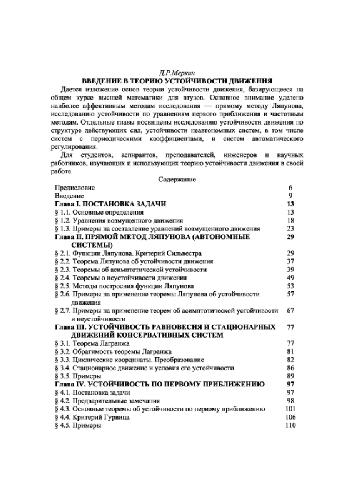 Д.Р.Меркин
ВВЕДЕНИЕ В ТЕОРИЮ УСТОЙЧИВОСТИ ДВИЖЕНИЯ
Дается изложение основ теории устойчивости движения, базирующееся на
общем курсе высшей математики для втузов. Основное внимание уделено
наиболее эффективным методам исследования — прямому методу Ляпунова,
исследованию устойчивости по уравнениям первого приближения и частотным
методам. Отдельные главы посвящены исследованию устойчивости движения по
структуре действующих сил, устойчивости неавтономных систем, в том числе
систем с периодическими коэффициентами, и систем автоматического
регулирования.
Для студентов, аспирантов, преподавателей, инженеров и научных
работников, изучающих и использующих теорию устойчивости движения в своей
работе.
Содержание
Предисловие 6
Введение 9
Глава I. ПОСТАНОВКА ЗАДАЧИ 13
§ 1.1. Основные определения 13
§ 1.2. Уравнения возмущенного движения 18
§ 1.3. Примеры на составление уравнений возмущенного движения 23
Глава II. ПРЯМОЙ МЕТОД ЛЯПУНОВА (АВТОНОМНЫЕ 29
СИСТЕМЫ)
§ 2.1. Функции Ляпунова. Критерий Сильвестра 29
§ 2.2. Теорема Ляпунова об устойчивости движения 37
§ 2.3. Теоремы об асимптотической устойчивости 39
§ 2.4. Теоремы о неустойчивости движения 49
§ 2.5. Методы построения функций Ляпунова 53
§ 2.6. Примеры на применение теоремы Ляпунова об устойчивости 57
движения
§ 2.7. Примеры на применение теорем об асимптотической устойчивости 67
и неустойчивости
Глава III. УСТОЙЧИВОСТЬ РАВНОВЕСИЯ И СТАЦИОНАРНЫХ 77
ДВИЖЕНИЙ КОНСЕРВАТИВНЫХ СИСТЕМ
§ 3.1. Теорема Лагранжа 77
§ 3.2. Обратимость теоремы Лагранжа 81
§ 3.3. Циклические координаты. Преобразование 82
§ 3.4. Стационарное движение и условия его устойчивости 86
§ 3.5. Примеры 89
Глава IV. УСТОЙЧИВОСТЬ ПО ПЕРВОМУ ПРИБЛИЖЕНИЮ 97
§ 4.1. Постановка задачи 97
§ 4.2. Предварительные замечания 98
§ 4.3. Основные теоремы об устойчивости по первому приближению 101
§ 4.4. Критерий Гурвица 106
§ 4.5. Примеры 110